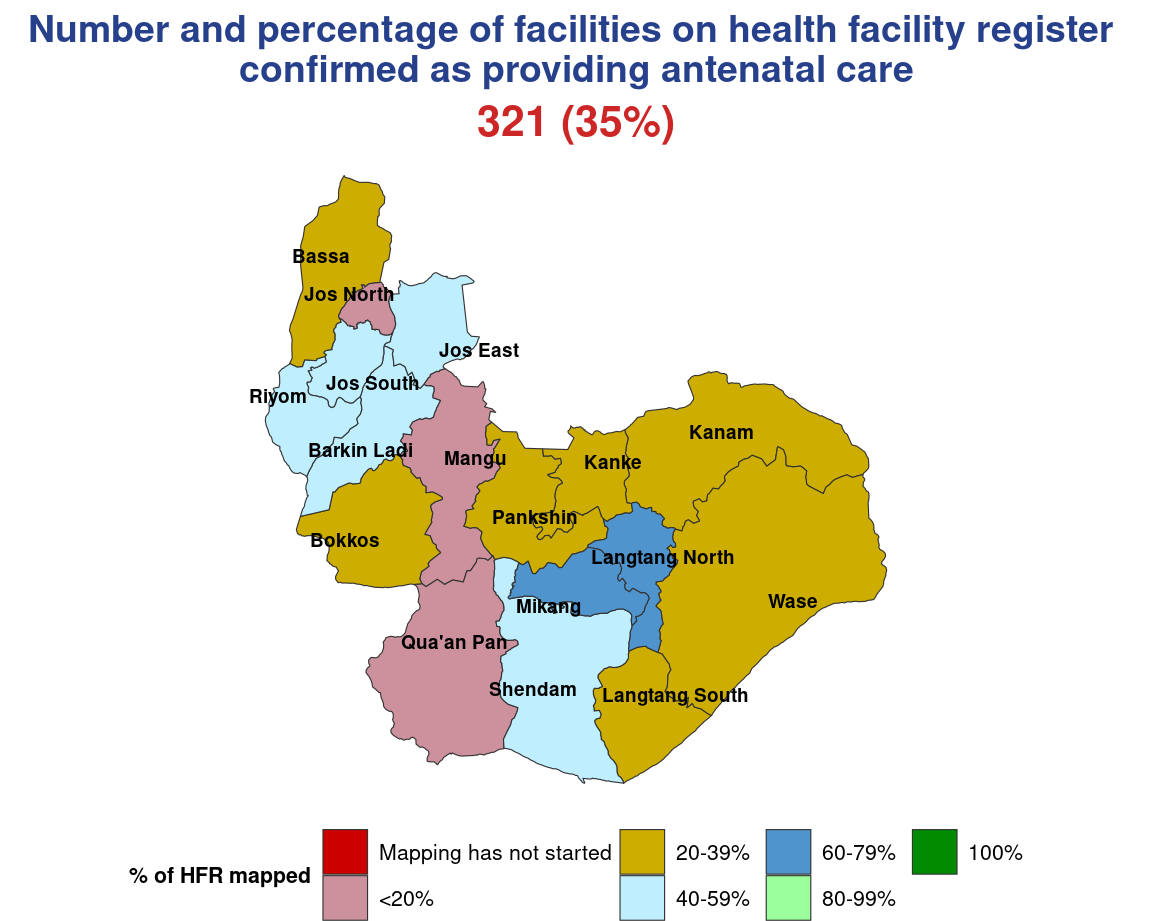 Number and percentage of facilities on health facility register
confirmed as providing antenatal care
321 (35%)
Bassa
Jos North
Jos East
Jos South
Riyom
Kanam
Barkin Ladi
Mangu
Kanke
Pankshin
Bokkos
Langtang North
Wase
Mikang
Qua'an Pan
Shendam
Langtang South
% of HFR mapped
Mapping has not started
<20%
20-39%
40-59%
60-79%
80-99%
100%